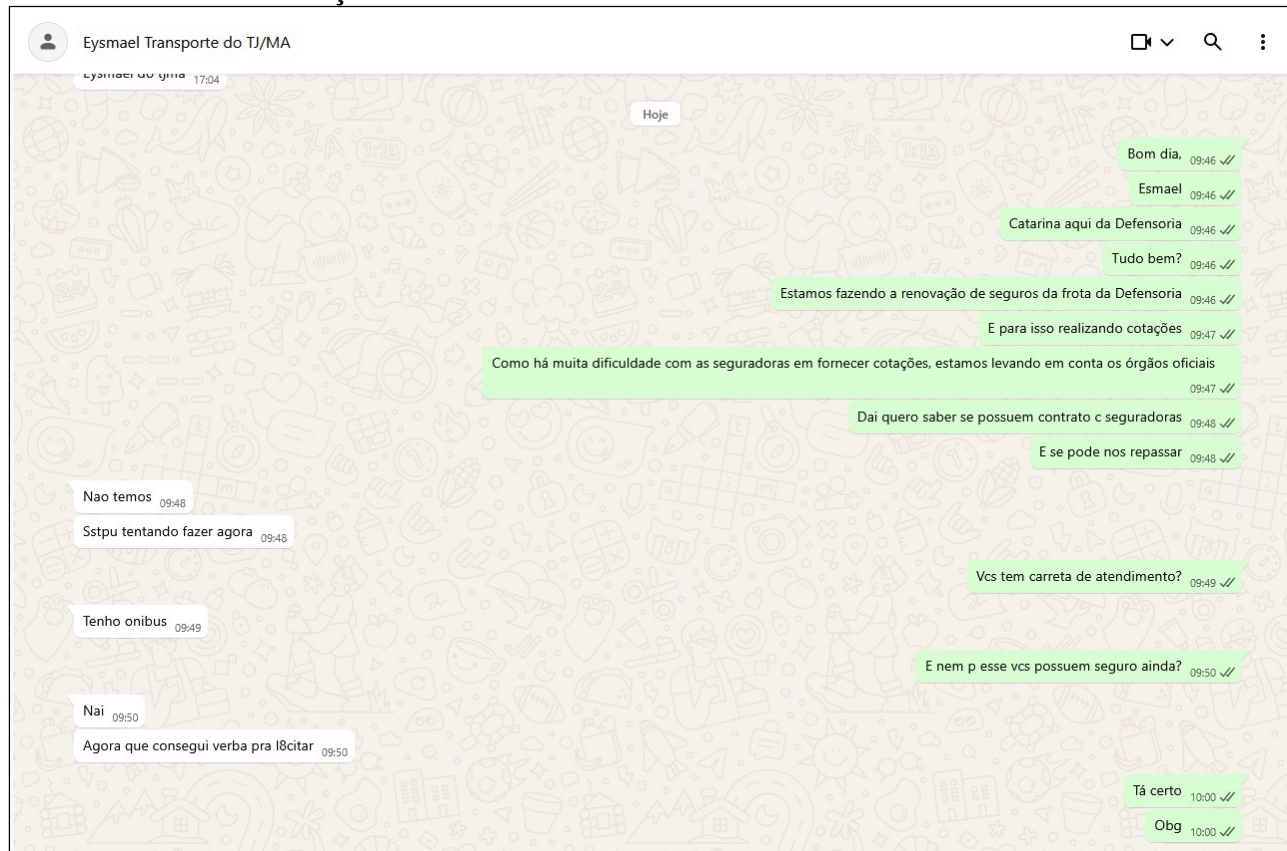 Eysmael Transporte do TJ/MA
Eysmael do tjma 17:04
Hoje
Bom dia, 09:46
Esmael 09:46
Catarina aqui da Defensoria 09:46
Tudo bem? 09:46
Estamos fazendo a renovação de seguros da frota da Defensoria 09:46
E para isso realizando cotações 09:47
Como há muita dificuldade com as seguradoras em fornecer cotações, estamos levando em conta os órgãos oficiais
09:47
Dai quero saber se possuem contrato c seguradoras 09:48
E se pode nos repassar 09:48
Nao temos 09:48
Sstpu tentando fazer agora 09:48
Vcs tem carreta de atendimento? 09:49
Tenho onibus 09:49
E nem p esse vcs possuem seguro ainda? 09:50
Nai 09:50
Agora que consegui verba pra l8citar 09:50
Tá certo 10:00
Obg 10:00